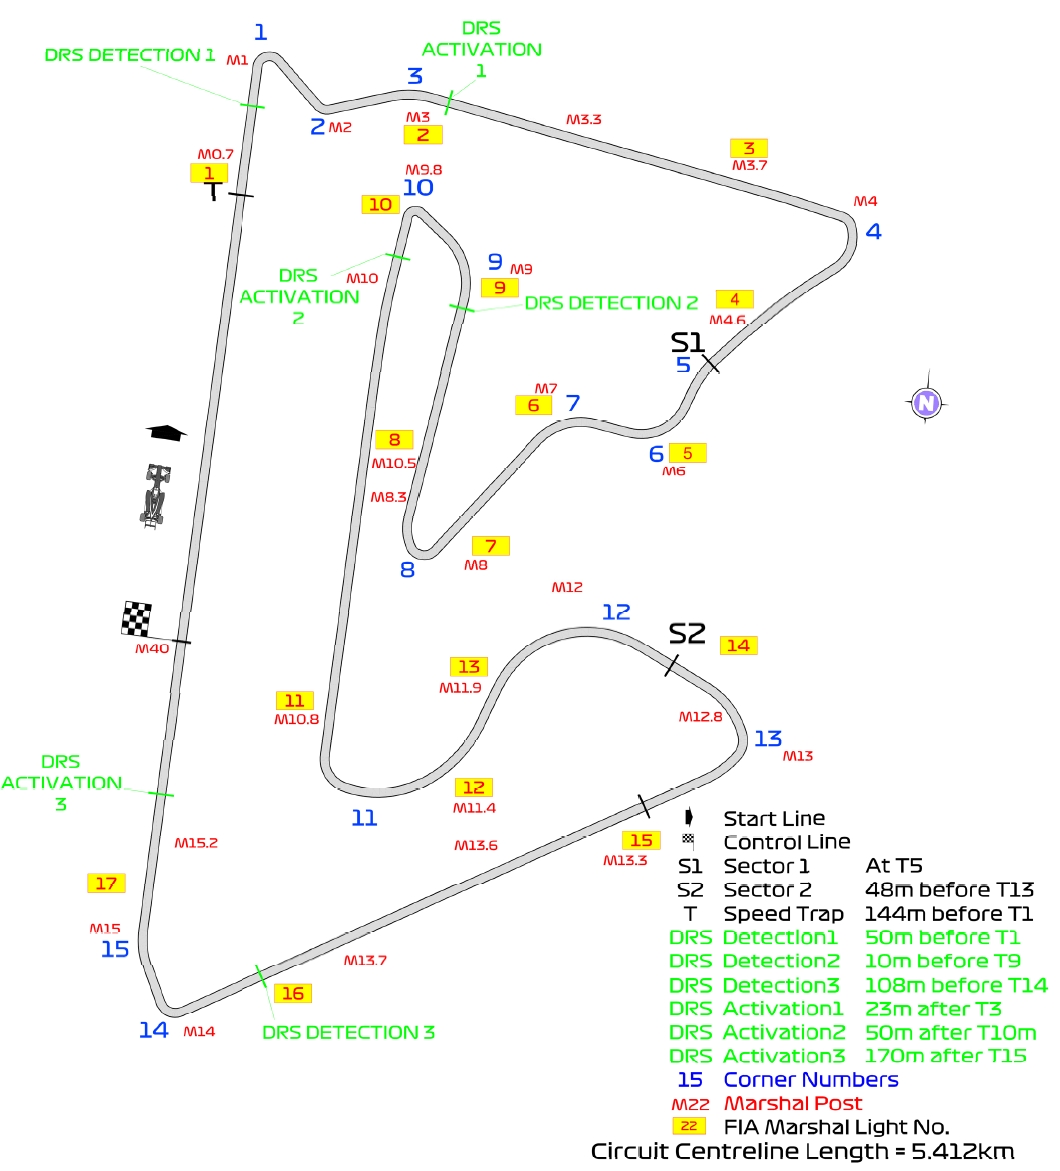 1
DRS
ACTIVATION
1
DRS DETECTION 1
M1
3
M3
2
2
M2
M3.3
3
M3.7
M0.7
1
T
M9.8
10
10
M4
4
9
M9
9
DRS
ACTIVATION
2
M10
DRS DETECTION 2
4
M4.6
S1
5
M7
6
7
N
8
M10.5
6
5
M6
M8.3
7
M8
8
M12
12
M40
S2
14
13
M11.9
11
M10.8
M12.8
13
M13
DRS
ACTIVATION
3
12
M11.4
11
M15.2
M13.6
15
M13.3
17
M15
15
M13.7
16
14
M14
DRS DETECTION 3
Start Line
Control Line
S1 Sector 1 At T5
S2 Sector 2 48m before T13
T Speed Trap 144m before T1
DRS Detection1 50m before T1
DRS Detection2 10m before T9
DRS Detection3 108m before T14
DRS Activation1 23m after T3
DRS Activation2 50m after T10m
DRS Activation3 170m after T15
15 Corner Numbers
M22 Marshal Post
22 FIA Marshal Light No.
Circuit Centreline Length = 5.412km